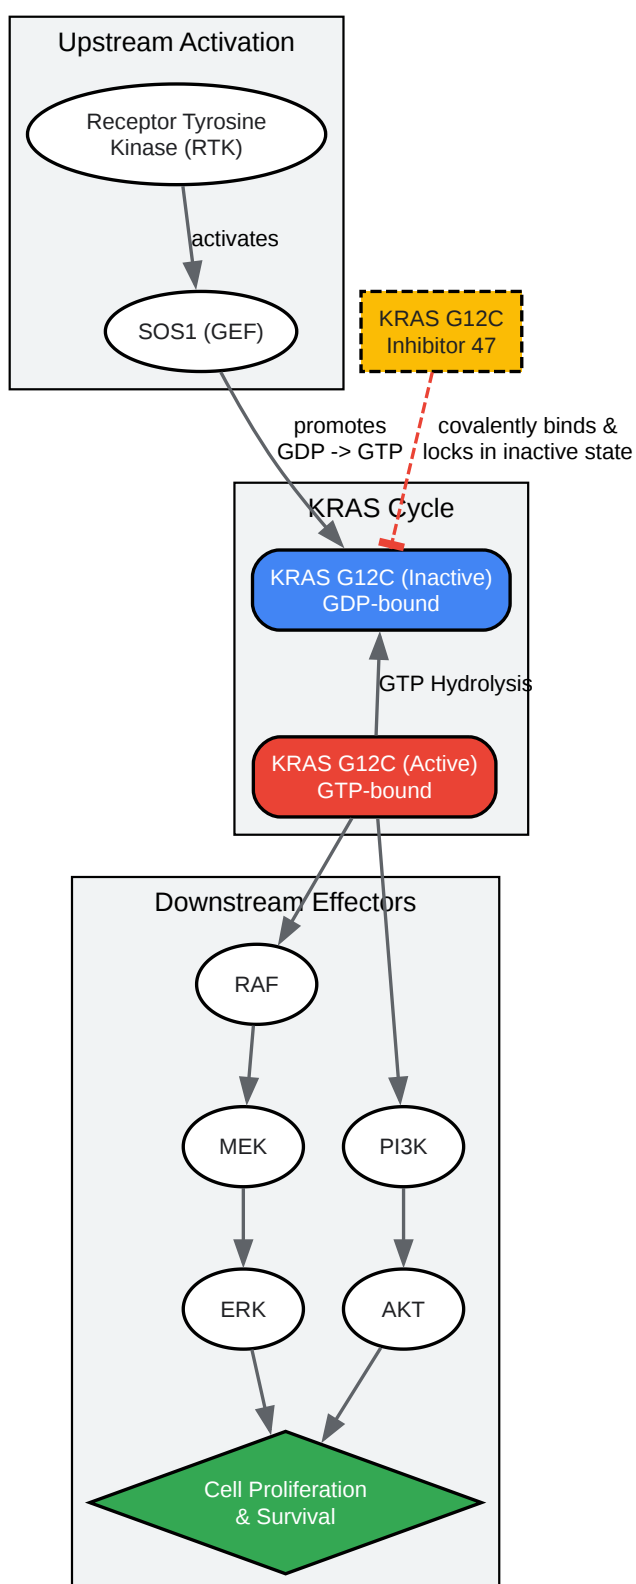 Upstream Activation
Receptor Tyrosine
Kinase (RTK)
activates
SOS1 (GEF)
KRAS G12C
Inhibitor 47
promotes
GDP -> GTP
covalently binds &
locks in inactive state
KRAS Cycle
KRAS G12C (Inactive)
GDP-bound
GTP Hydrolysis
KRAS G12C (Active)
GTP-bound
Downstream Effectors
RAF
MEK
PI3K
ERK
AKT
Cell Proliferation
& Survival